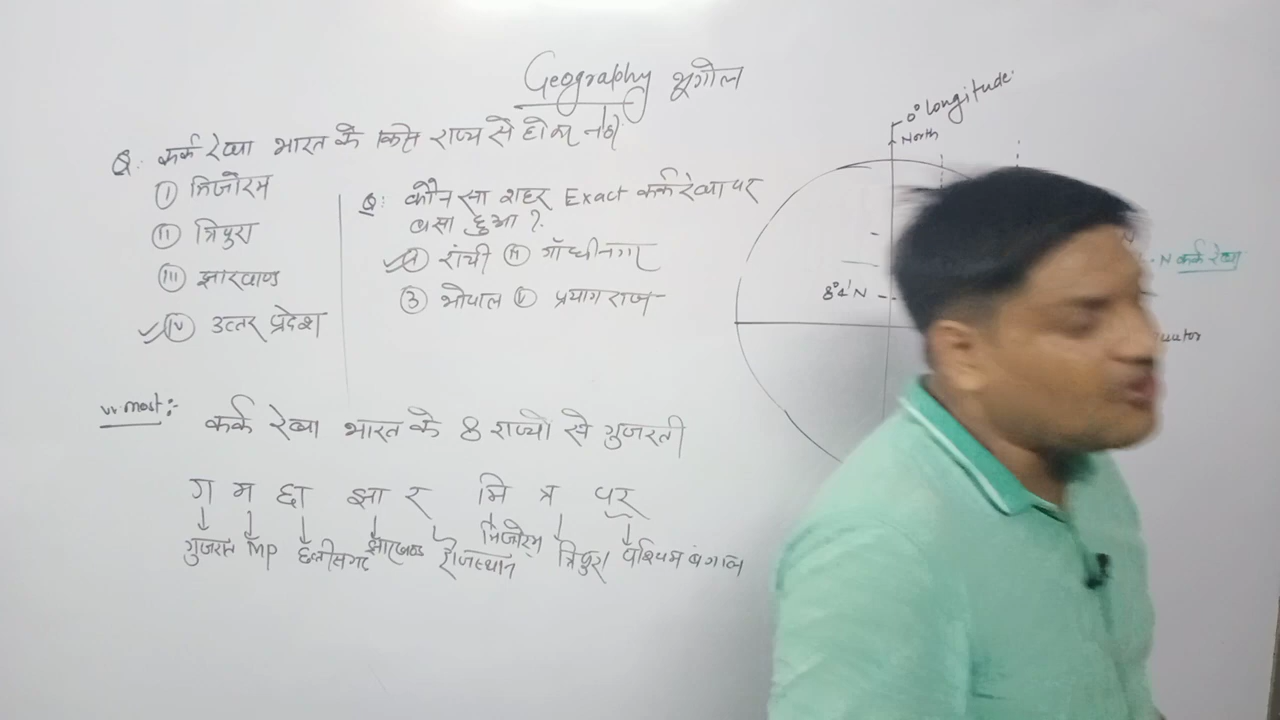 Geography भूगोल
Q: कर्क रेखा भारत के किस राज्य से होकर नहीं
(i) मिजोरम
(ii) त्रिपुरा
(iii) झारखण्ड
(iv) उत्तर प्रदेश
Q: कौन सा शहर Exact कर्क रेखा पर
बसा हुआ ?
रांची (ii) गाँधीनगर
(3) भोपाल प्रयागराज
most:-
कर्क रेखा भारत के 8 राज्यों से गुजरती
ग म छा झा र मि त्र पर
गुजरात MP छत्तीसगढ झारखण्ड राजस्थान मिजोरम त्रिपुरा पश्चिम बंगाल
0° longitude
North
N कर्क रेखा
8°4'N
uator